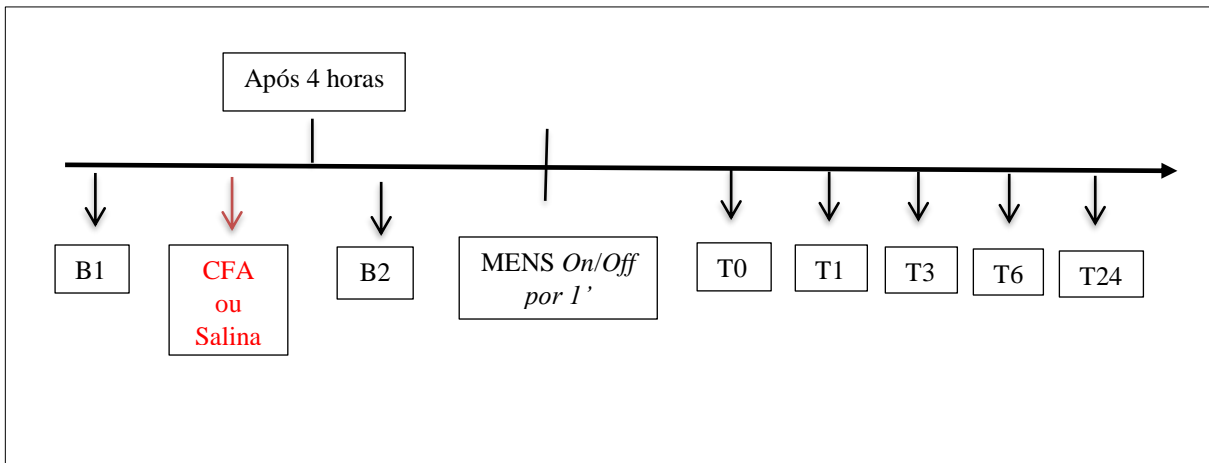 Após 4 horas
B1
CFA
ou
Salina
B2
MENS On/Off
por 1’
T0
T1
T3
T6
T24